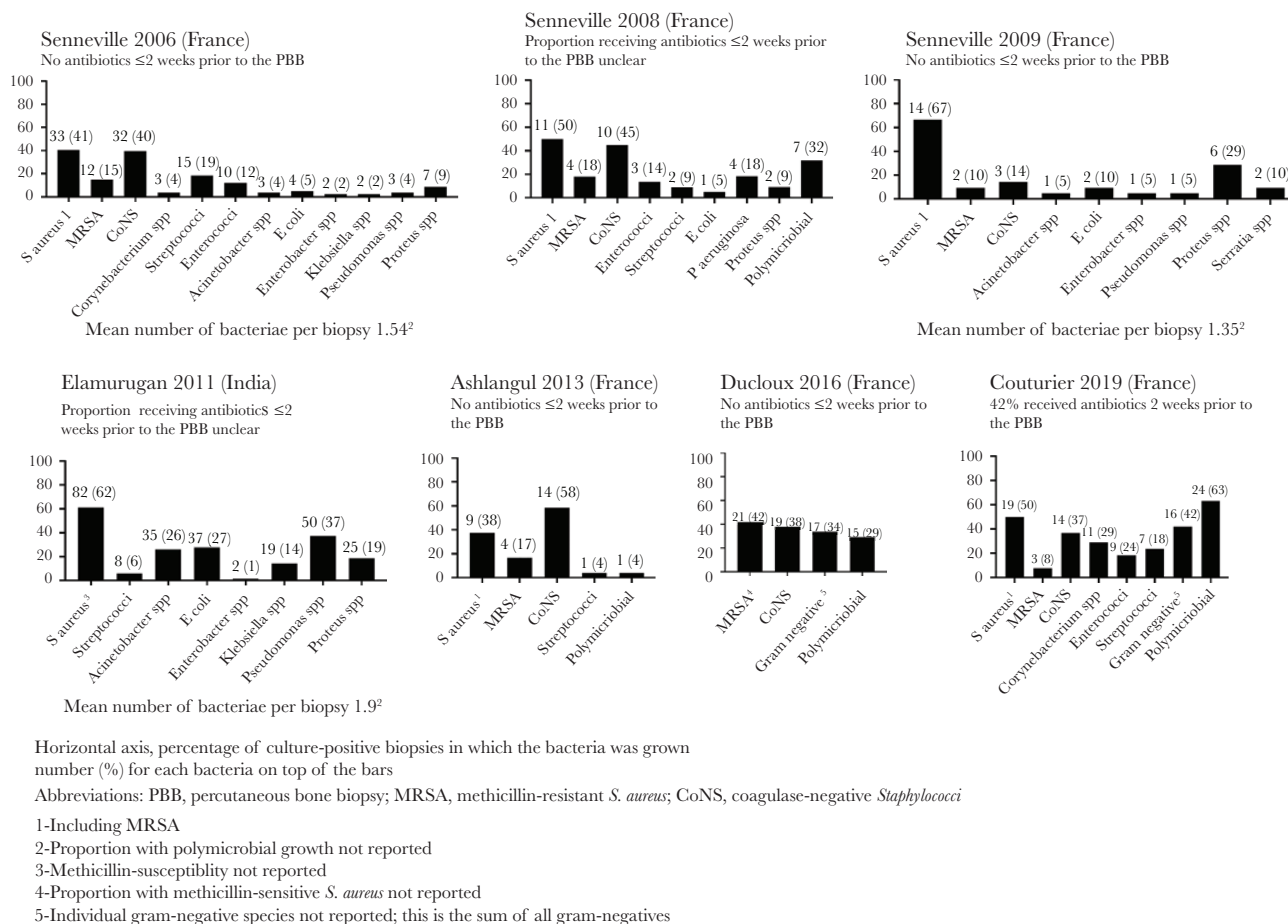 Senneville 2006 (France)
No antibiotics ≤2 weeks prior to the PBB
100
80
60
40
20
0
33 (41)
12 (15)
32 (40)
3 (4)
15 (19)
10 (12)
3 (4)
4 (5)
2 (2)
2 (2)
3 (4)
7 (9)
S aureus 1
MRSA
CoNS
Corynebacterium spp
Streptococci
Enterococci
Acinetobacter spp
E coli
Enterobacter spp
Klebsiella spp
Pseudomonas spp
Proteus spp
Mean number of bacteriae per biopsy 1.54²
Senneville 2008 (France)
Proportion receiving antibiotics ≤2 weeks prior
to the PBB unclear
100
80
60
40
20
0
11 (50)
4 (18)
10 (45)
3 (14)
2 (9)
1 (5)
4 (18)
2 (9)
7 (32)
S aureus 1
MRSA
CoNS
Enterococci
Streptococci
E coli
P aeruginosa
Proteus spp
Polymicrobial
Senneville 2009 (France)
No antibiotics ≤2 weeks prior to the PBB
100
80
60
40
20
0
14 (67)
2 (10)
3 (14)
1 (5)
2 (10)
1 (5)
1 (5)
6 (29)
2 (10)
S aureus 1
MRSA
CoNS
Acinetobacter spp
E coli
Enterobacter spp
Pseudomonas spp
Proteus spp
Serratia spp
Mean number of bacteriae per biopsy 1.35²
Elamurugan 2011 (India)
Proportion receiving antibiotics ≤2
weeks prior to the PBB unclear
100
80
60
40
20
0
82 (62)
8 (6)
35 (26)
37 (27)
2 (1)
19 (14)
50 (37)
25 (19)
S aureus ³
Streptococci
Acinetobacter spp
E coli
Enterobacter spp
Klebsiella spp
Pseudomonas spp
Proteus spp
Mean number of bacteriae per biopsy 1.9²
Ashlangul 2013 (France)
No antibiotics ≤2 weeks prior to
the PBB
100
80
60
40
20
0
9 (38)
4 (17)
14 (58)
1 (4)
1 (4)
S aureus¹
MRSA
CoNS
Streptococci
Polymicriobial
Ducloux 2016 (France)
No antibiotics ≤2 weeks prior to
the PBB
100
80
60
40
20
0
21 (42)
19 (38)
17 (34)
15 (29)
MRSA⁴
CoNS
Gram negative ⁵
Polymicriobial
Couturier 2019 (France)
42% received antibiotics 2 weeks prior to
the PBB
100
80
60
40
20
0
19 (50)
3 (8)
14 (37)
11 (29)
9 (24)
7 (18)
16 (42)
24 (63)
S aureus¹
MRSA
CoNS
Corynebacterium spp
Enterococci
Streptococci
Gram negative⁵
Polymicriobial
Horizontal axis, percentage of culture-positive biopsies in which the bacteria was grown
number (%) for each bacteria on top of the bars
Abbreviations: PBB, percutaneous bone biopsy; MRSA, methicillin-resistant S. aureus; CoNS, coagulase-negative Staphylococci
1-Including MRSA
2-Proportion with polymicrobial growth not reported
3-Methicillin-susceptiblity not reported
4-Proportion with methicillin-sensitive S. aureus not reported
5-Individual gram-negative species not reported; this is the sum of all gram-negatives